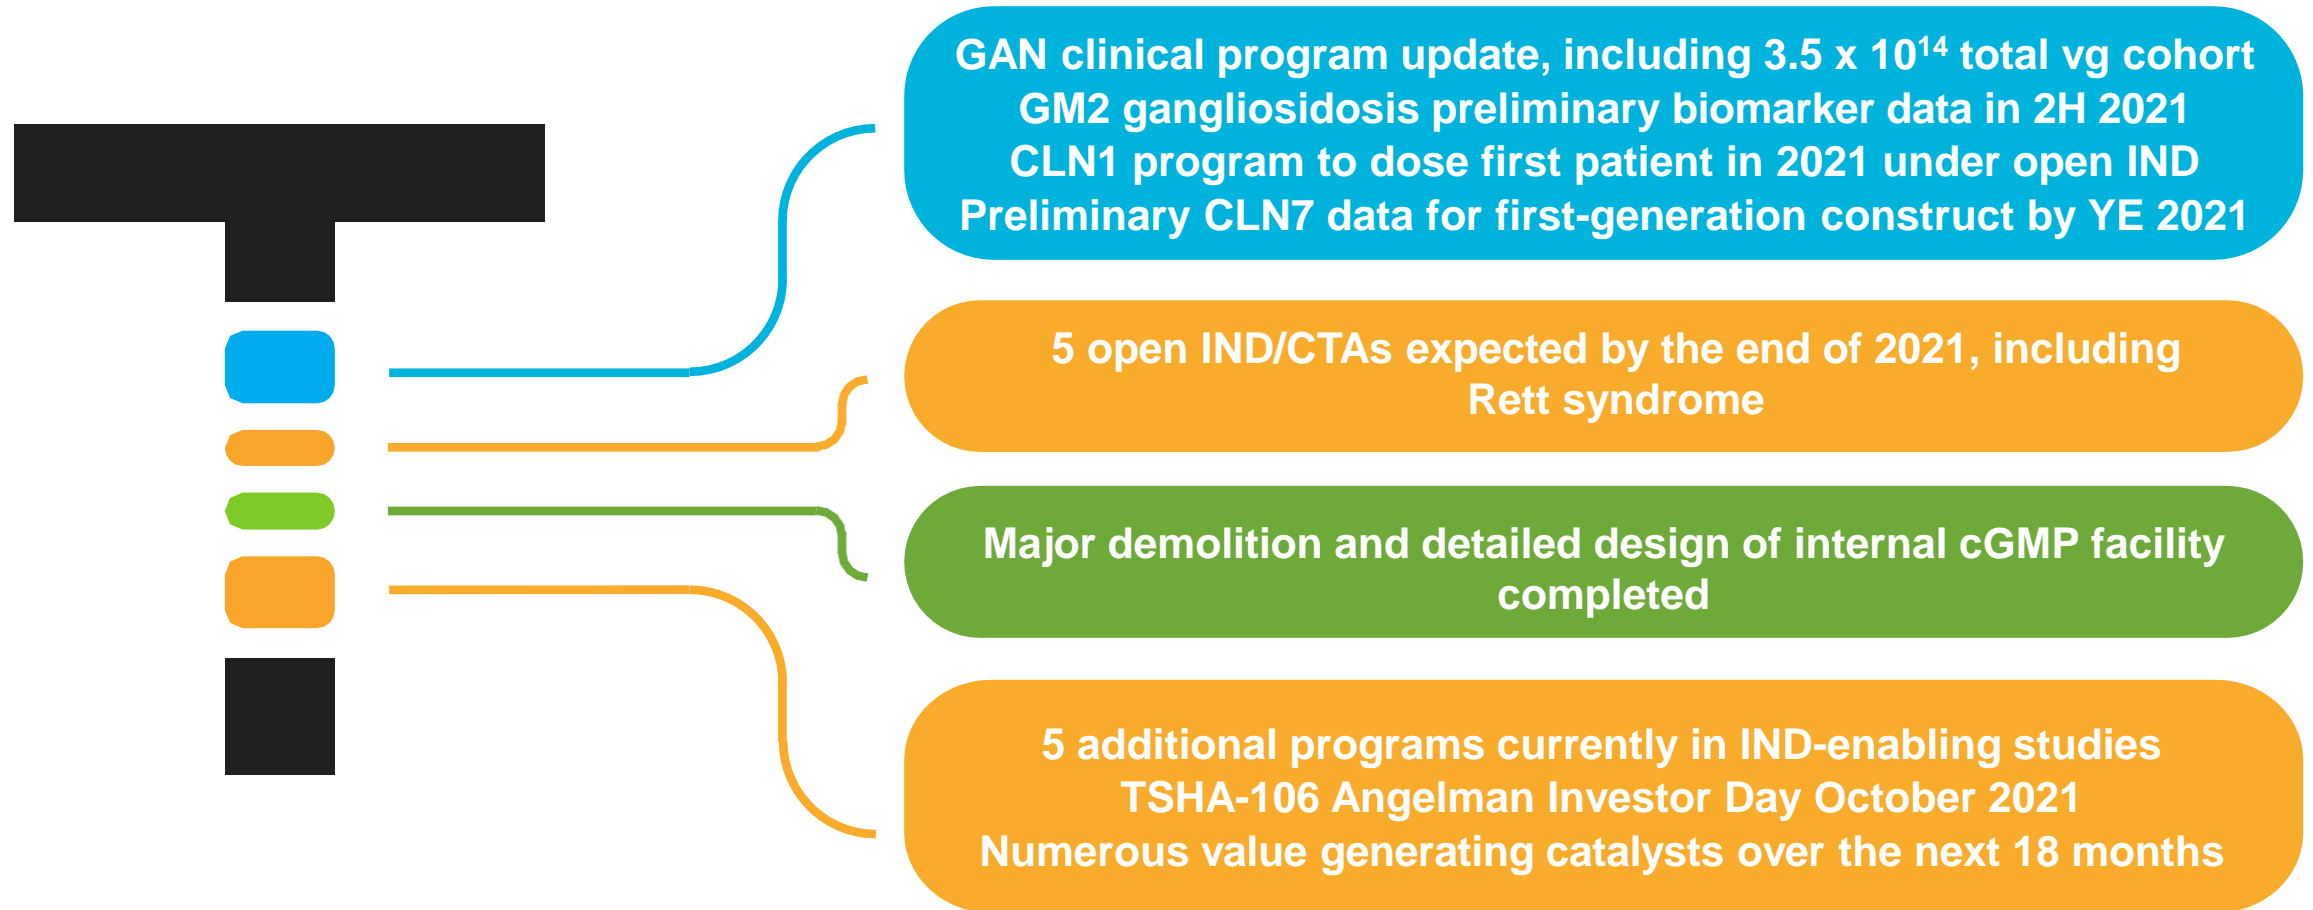 GAN clinical program update, including 3.5 x 10¹⁴ total vg cohort
GM2 gangliosidosis preliminary biomarker data in 2H 2021
CLN1 program to dose first patient in 2021 under open IND
Preliminary CLN7 data for first-generation construct by YE 2021
5 open IND/CTAs expected by the end of 2021, including
Rett syndrome
Major demolition and detailed design of internal cGMP facility
completed
5 additional programs currently in IND-enabling studies
TSHA-106 Angelman Investor Day October 2021
Numerous value generating catalysts over the next 18 months